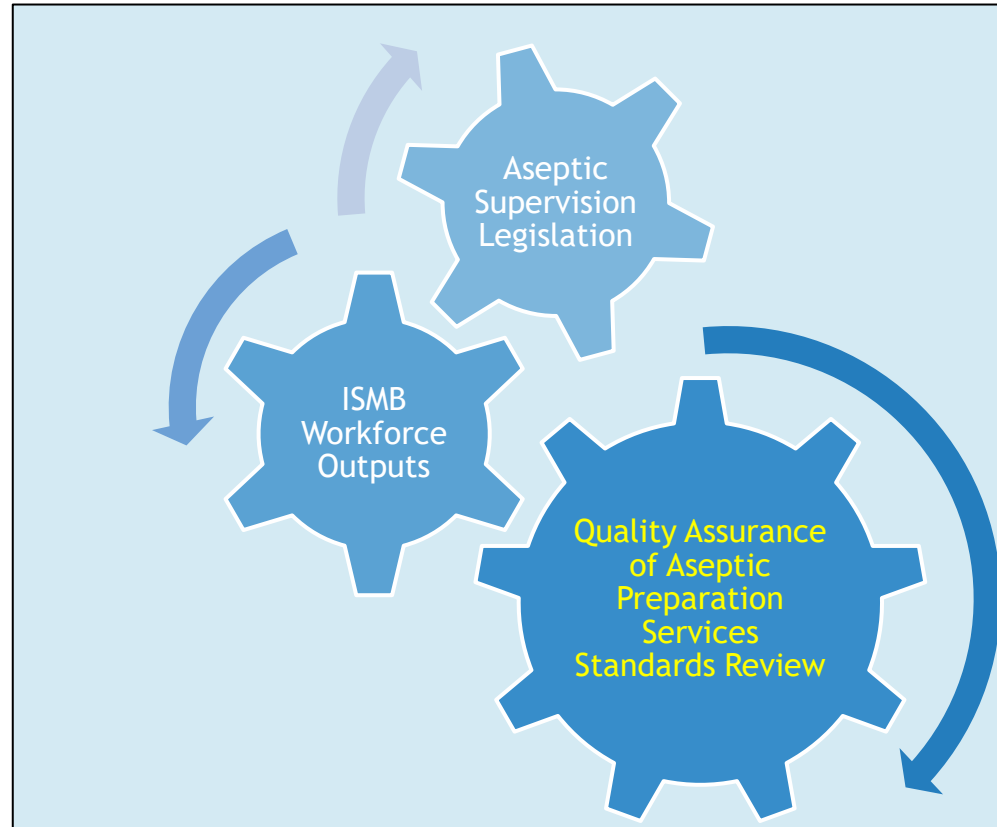 Aseptic
Supervision
Legislation
ISMB
Workforce
Outputs
Quality Assurance
of Aseptic
Preparation
Services
Standards Review